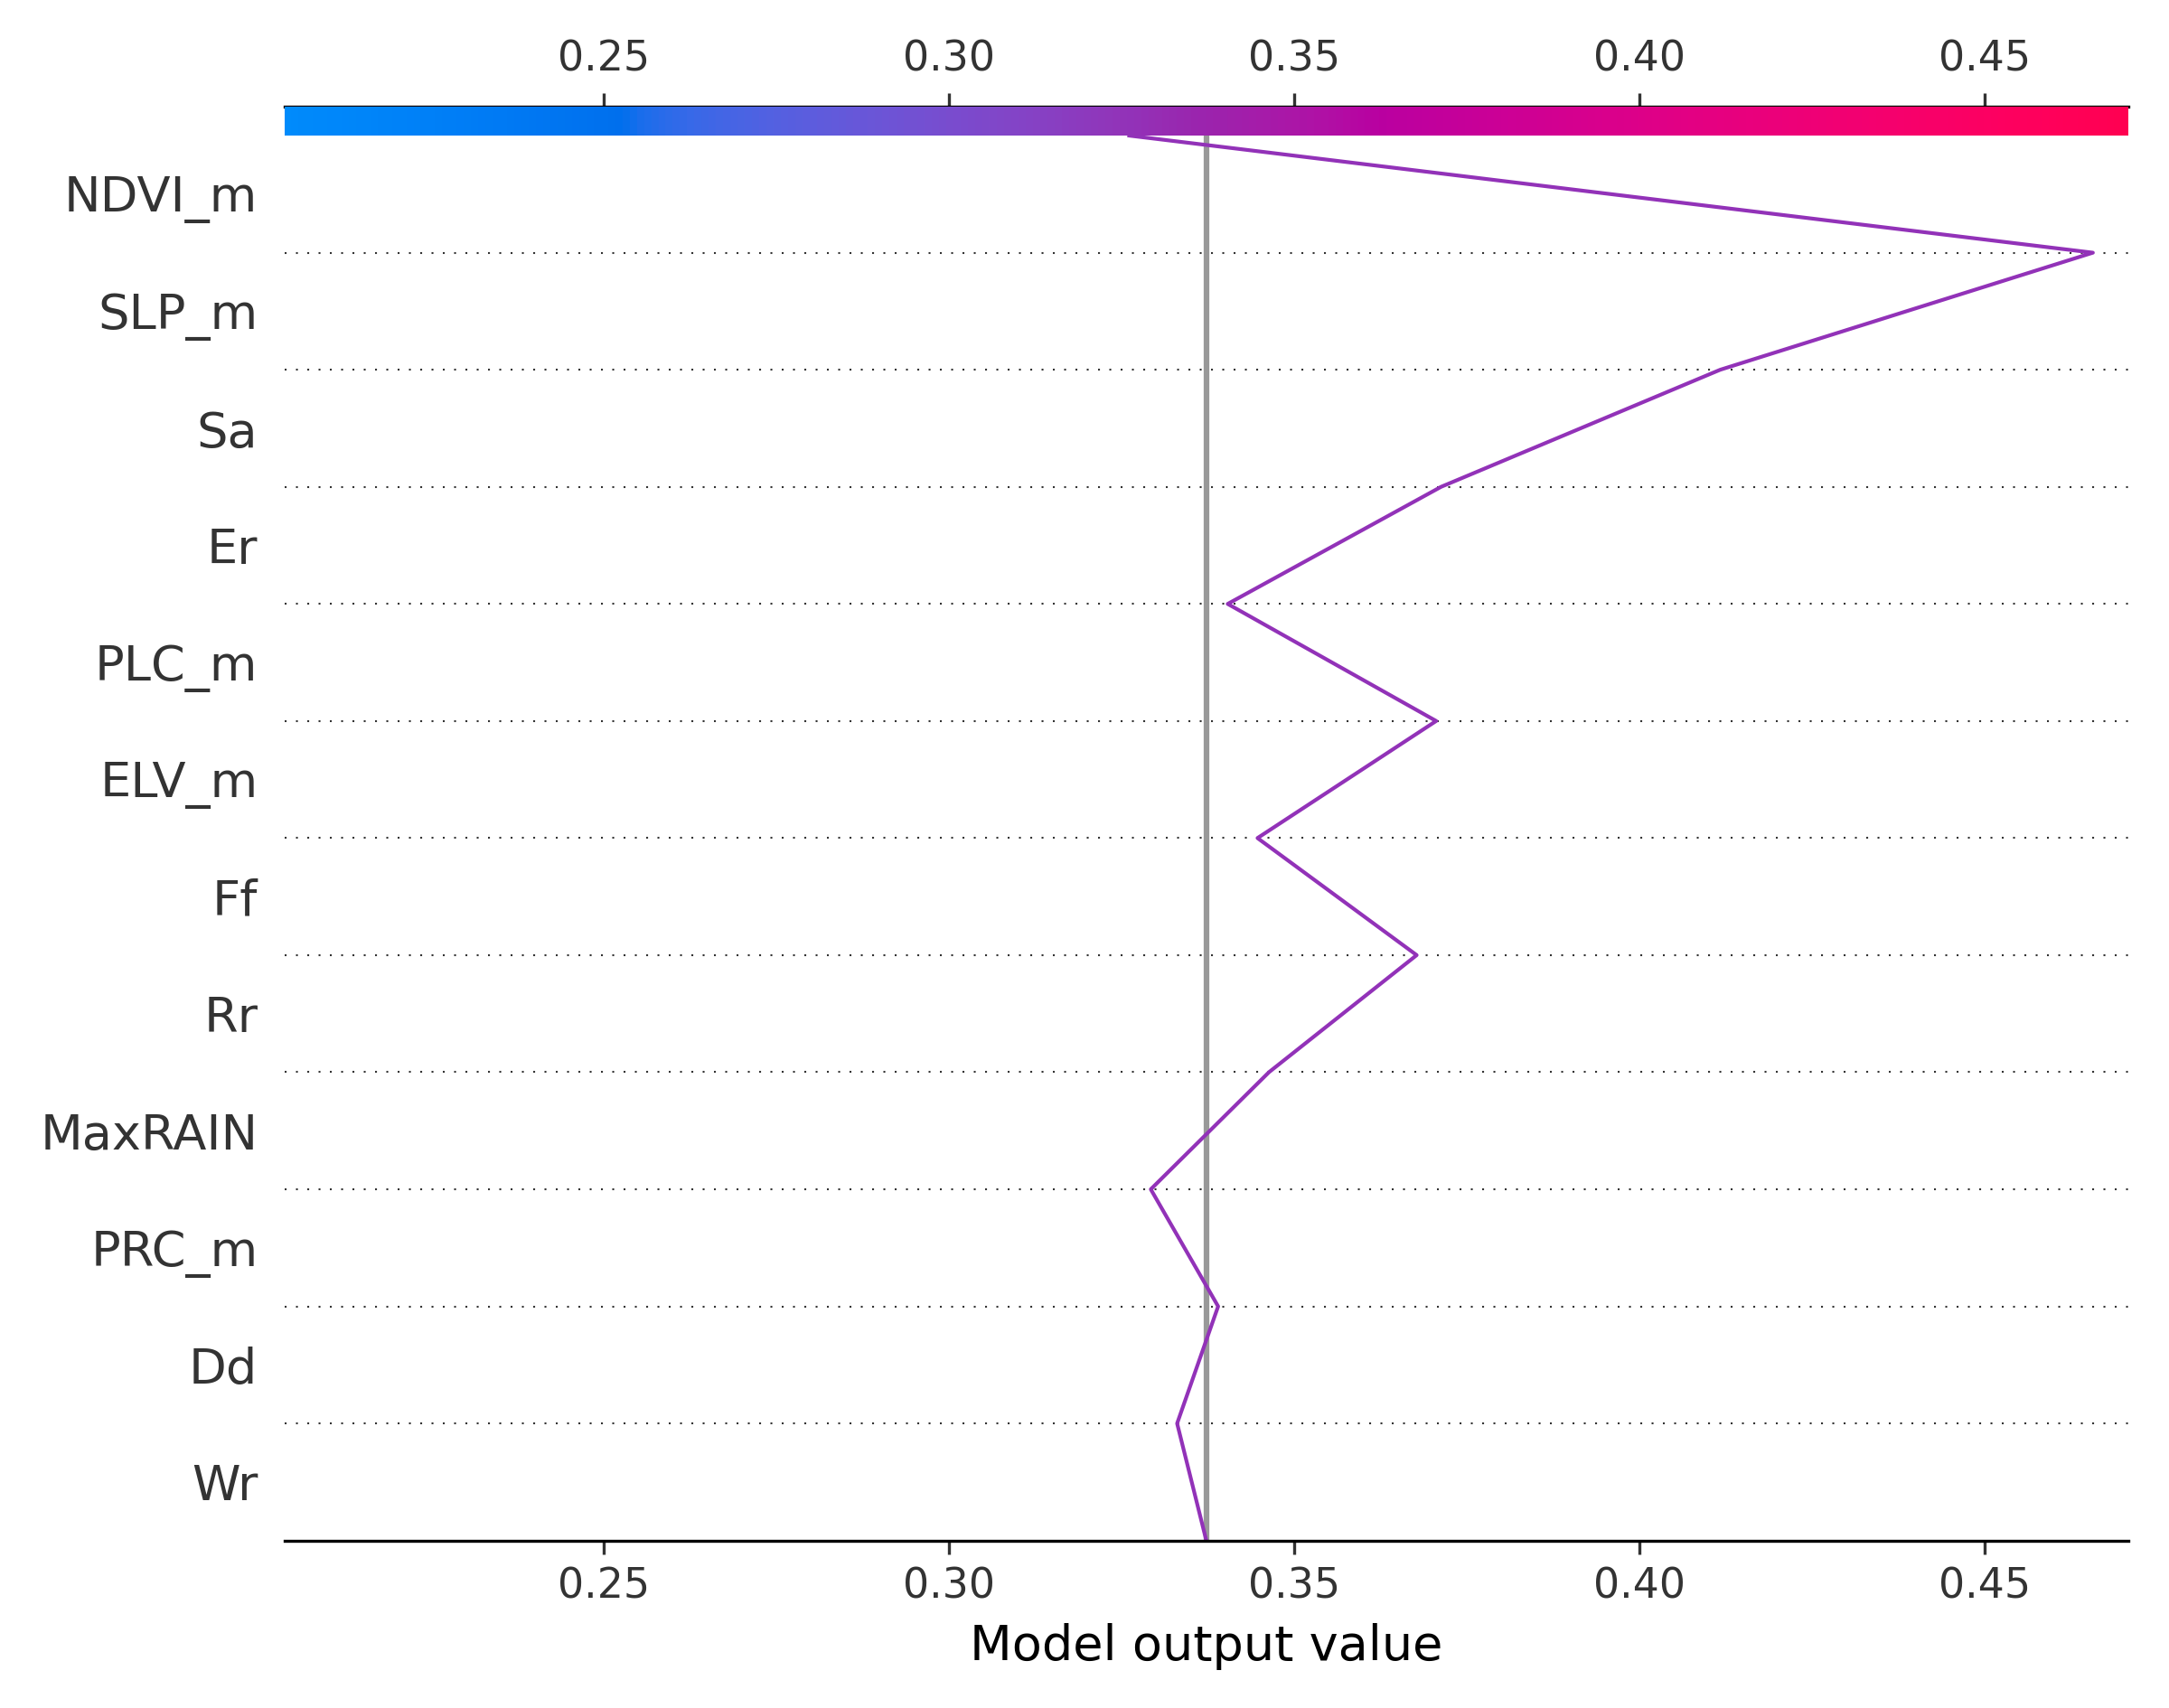 0.25 0.30 0.35 0.40 0.45
NDVI_m
SLP_m
Sa
Er
PLC_m
ELV_m
Ff
Rr
MaxRAIN
PRC_m
Dd
Wr
0.25 0.30 0.35 0.40 0.45
Model output value